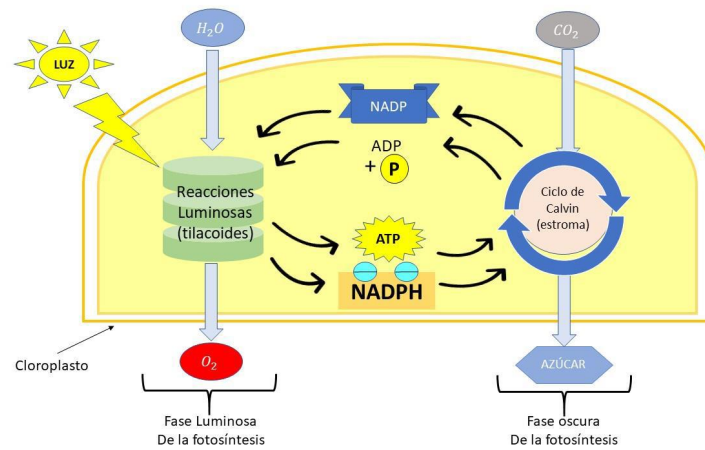 H₂O
CO₂
LUZ
NADP
ADP
+ P
Reacciones
Luminosas
(tilacoides)
Ciclo de
Calvin
(estroma)
ATP
NADPH
Cloroplasto
O₂
AZÚCAR
Fase Luminosa
De la fotosíntesis
Fase oscura
De la fotosíntesis